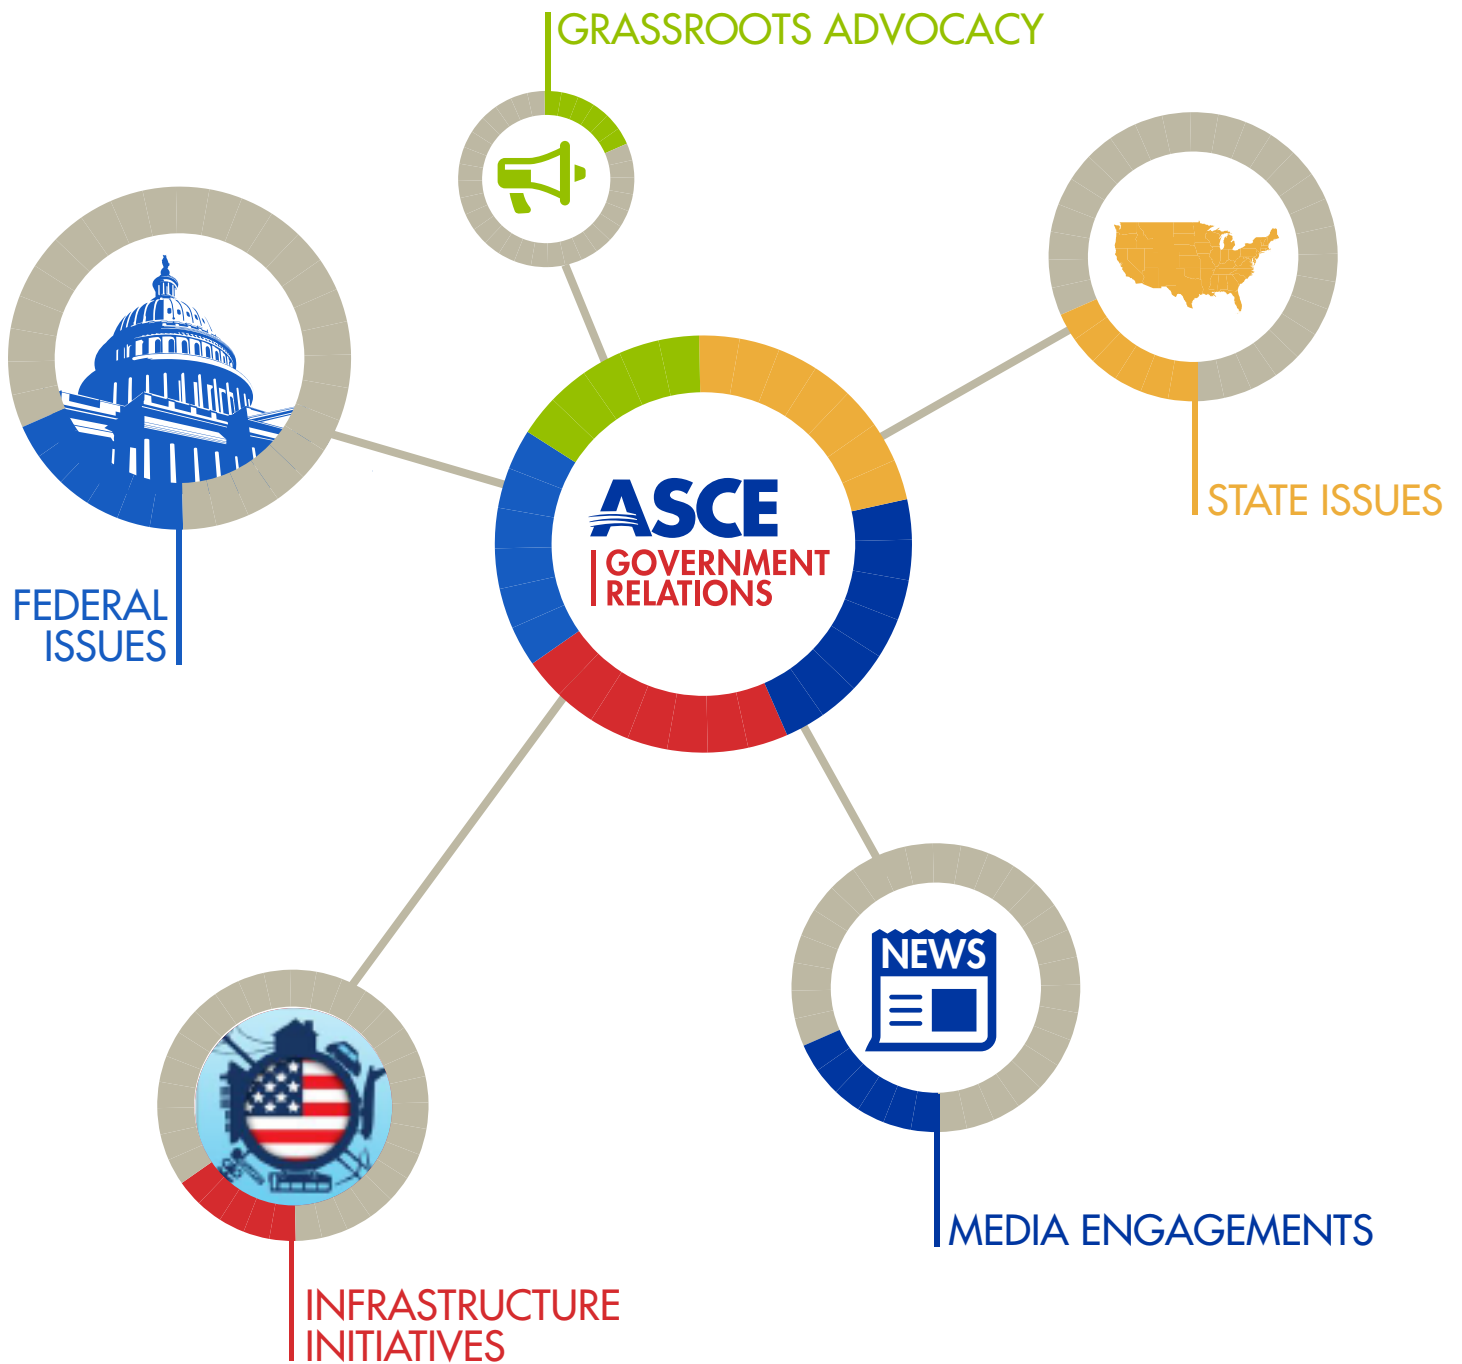 GRASSROOTS ADVOCACY
STATE ISSUES
ASCE
GOVERNMENT
RELATIONS
FEDERAL
ISSUES
NEWS
MEDIA ENGAGEMENTS
INFRASTRUCTURE
INITIATIVES